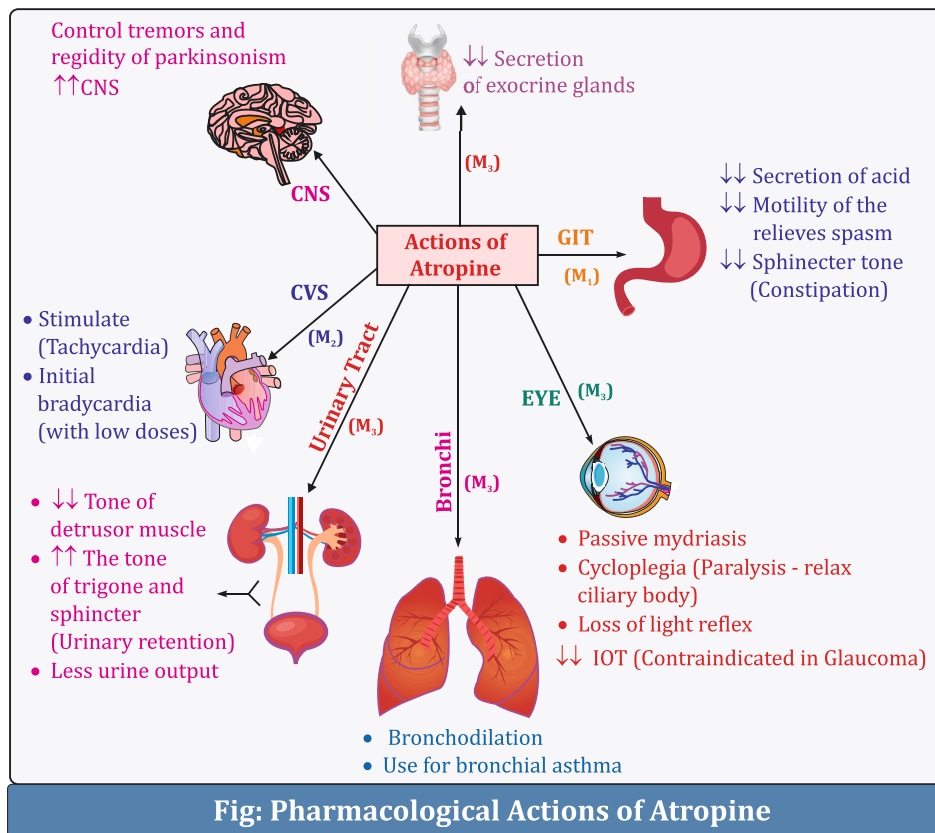 Control tremors and
regidity of parkinsonism
↑↑CNS
↓↓ Secretion
of exocrine glands
(M₃)
CNS
Actions of
Atropine
GIT
(M₁)
↓↓ Secretion of acid
↓↓ Motility of the
relieves spasm
↓↓ Sphinecter tone
(Constipation)
CVS
(M₂)
• Stimulate
(Tachycardia)
• Initial
bradycardia
(with low doses)
Urinary Tract
(M₃)
Bronchi
(M₃)
EYE
(M₃)
• ↓↓ Tone of
detrusor muscle
• ↑↑ The tone
of trigone and
sphincter
(Urinary retention)
• Less urine output
• Passive mydriasis
• Cycloplegia (Paralysis - relax
ciliary body)
• Loss of light reflex
↓↓ IOT (Contraindicated in Glaucoma)
• Bronchodilation
• Use for bronchial asthma
Fig: Pharmacological Actions of Atropine